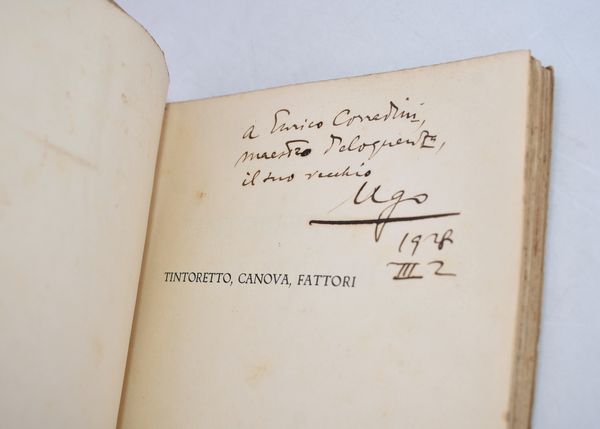 a Enrico Corradini,
maestro d'eloquenza,
il suo vecchio
Ugo
1928
III 2
TINTORETTO, CANOVA, FATTORI